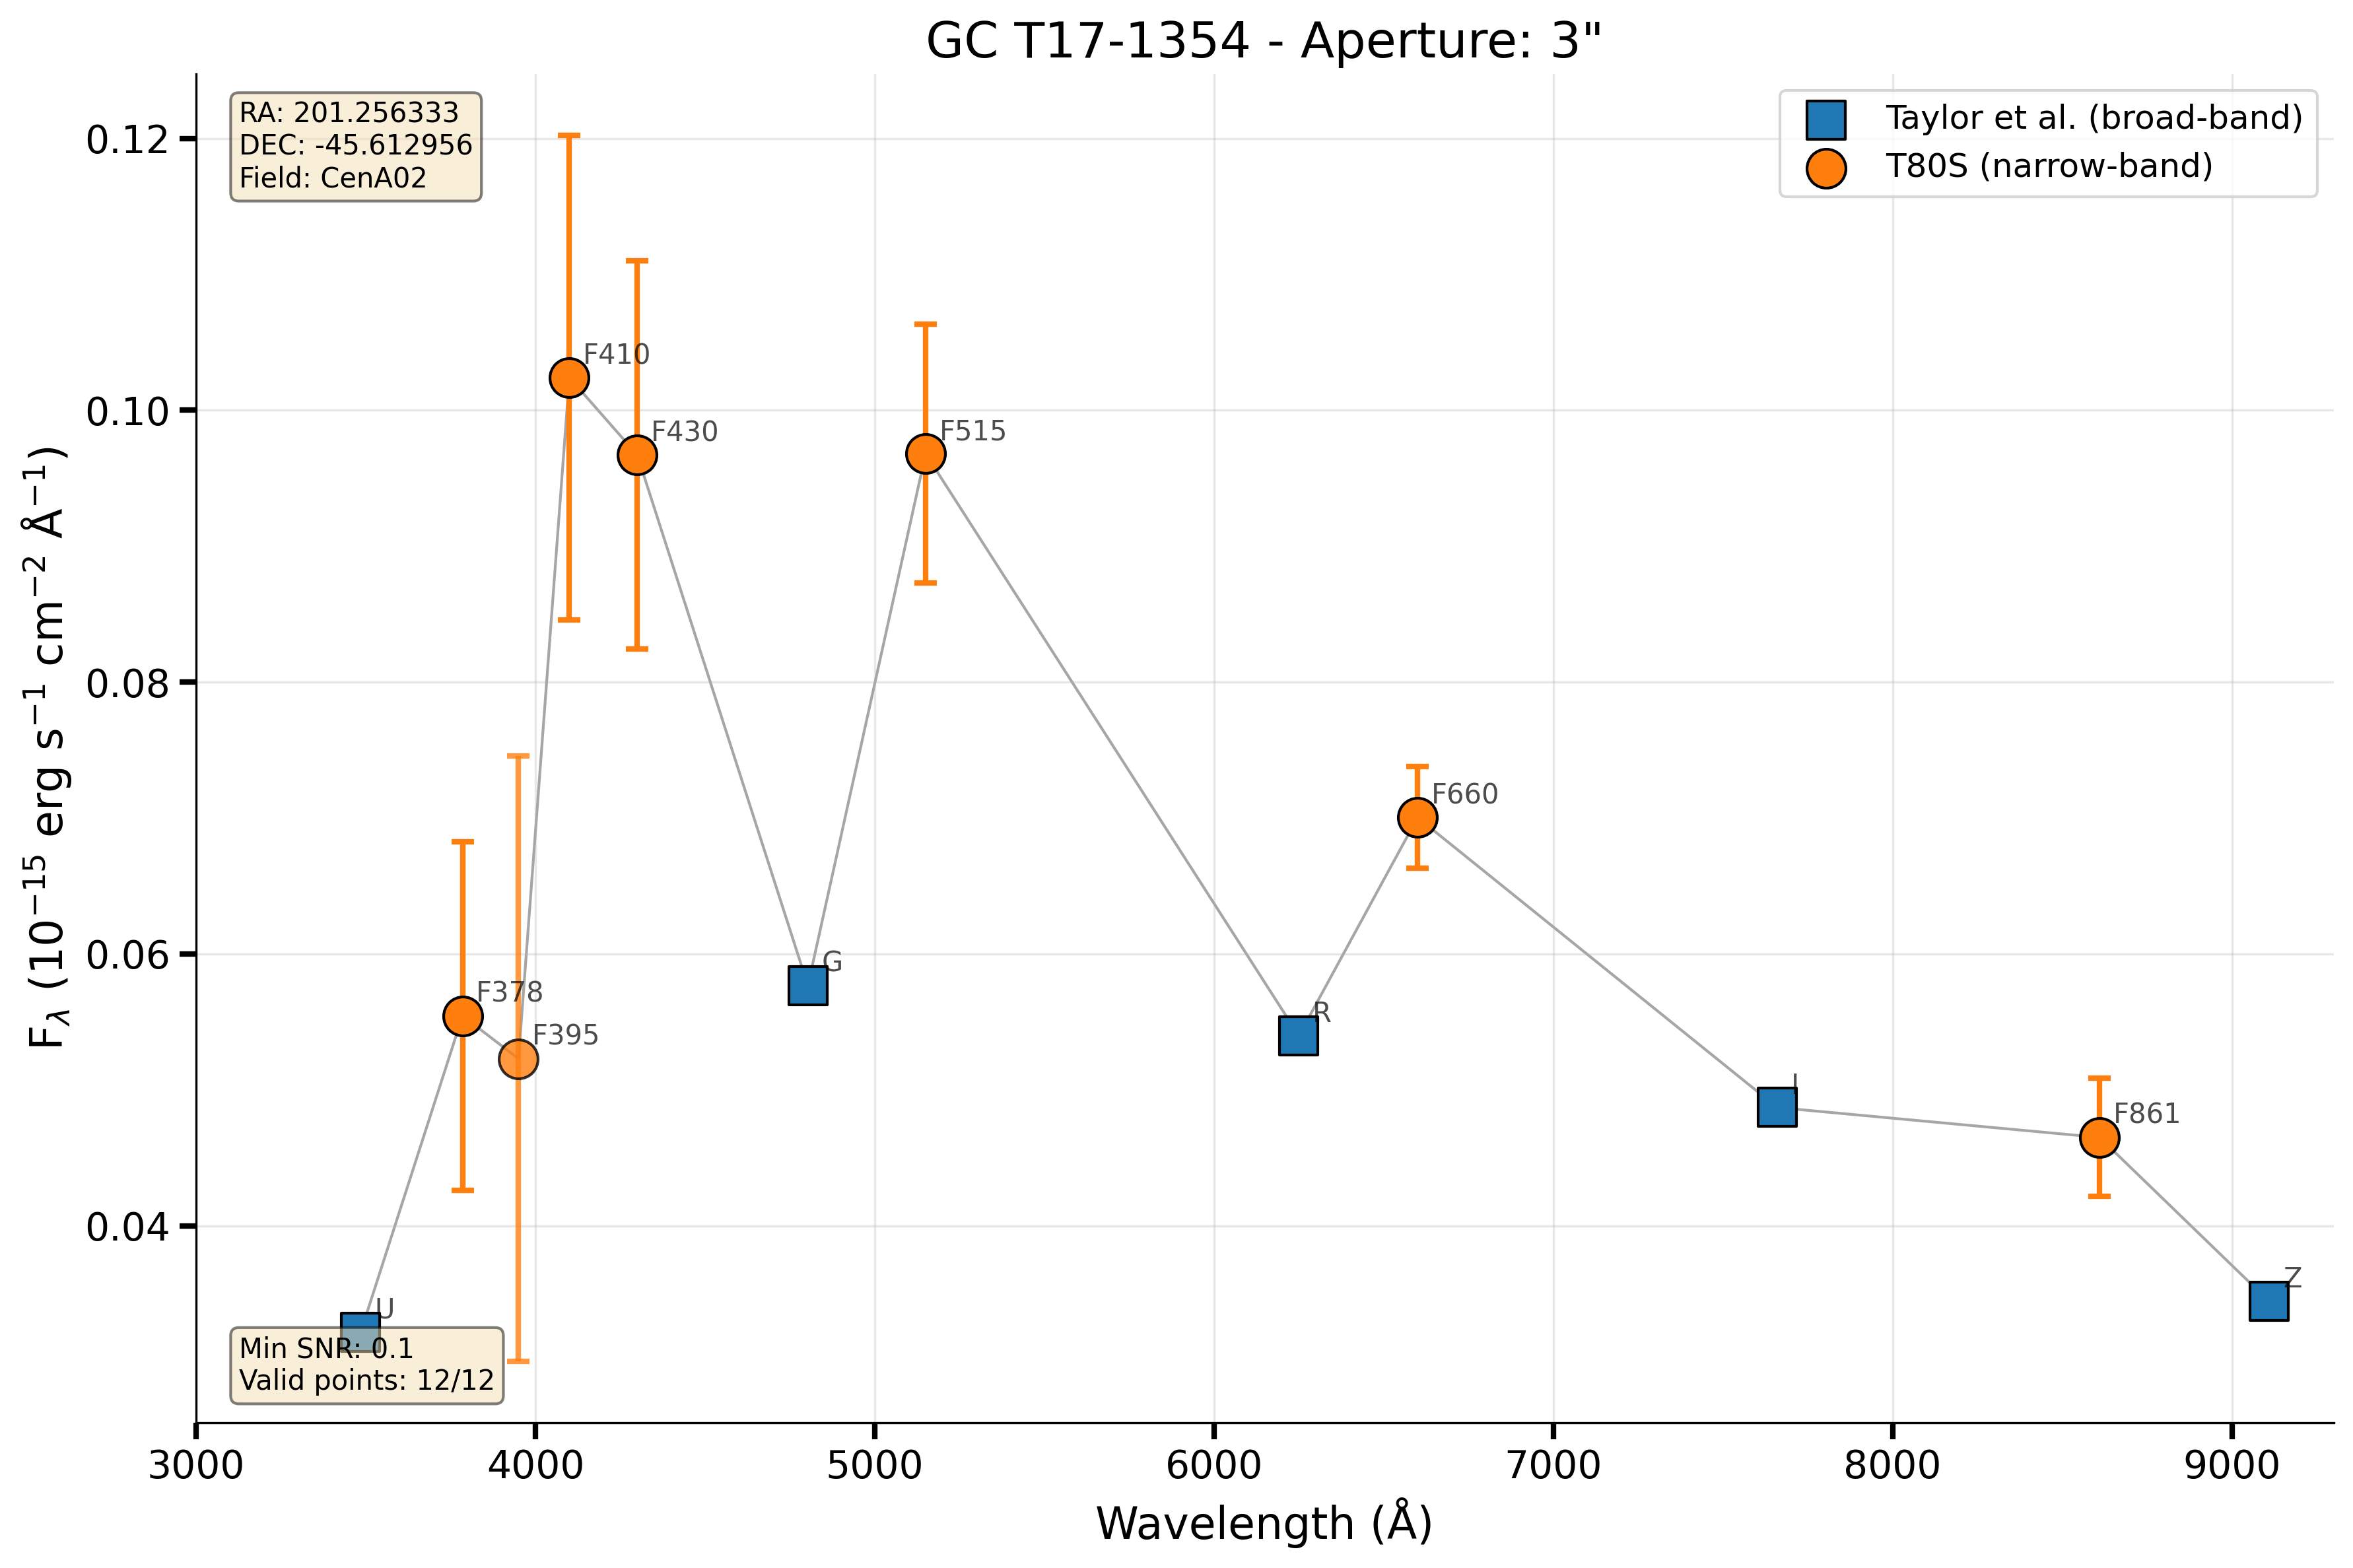 GC T17-1354 - Aperture: 3"
RA: 201.256333
DEC: -45.612956
Field: CenA02
Taylor et al. (broad-band)
T80S (narrow-band)
0.12
0.10
0.08
0.06
0.04
F_λ (10⁻¹⁵ erg s⁻¹ cm⁻² Å⁻¹)
F410
F430
F515
F660
G
F378
R
F395
I
F861
Z
U
Min SNR: 0.1
Valid points: 12/12
3000 4000 5000 6000 7000 8000 9000
Wavelength (Å)